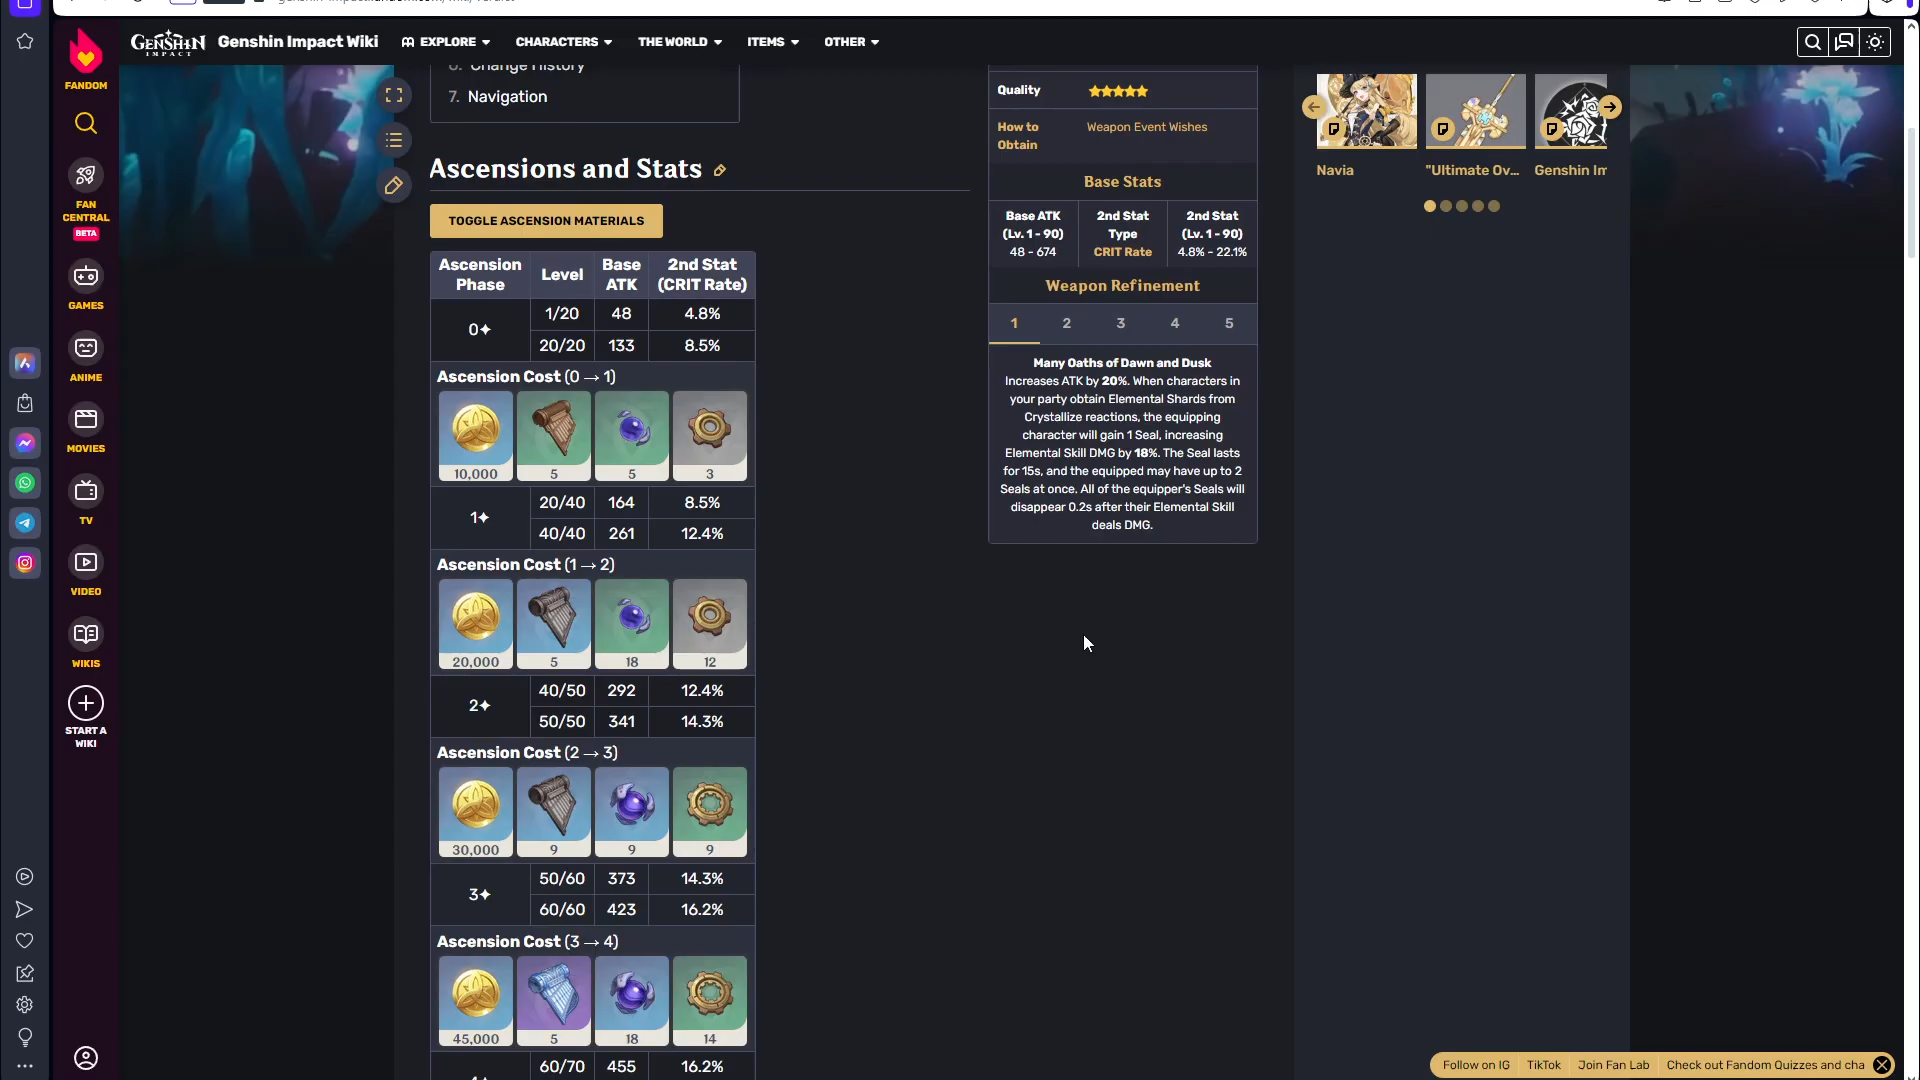 GENSHIN
IMPACT
Genshin Impact Wiki
EXPLORE
CHARACTERS
THE WORLD
ITEMS
OTHER
FANDOM
FAN
CENTRAL
BETA
GAMES
ANIME
MOVIES
TV
VIDEO
WIKIS
START A
WIKI
Change History
7. Navigation
Ascensions and Stats
TOGGLE ASCENSION MATERIALS
Ascension Phase Level Base ATK 2nd Stat (CRIT Rate)
0✦ 1/20 48 4.8%
20/20 133 8.5%
Ascension Cost (0 → 1)
10,000 5 5 3
1✦ 20/40 164 8.5%
40/40 261 12.4%
Ascension Cost (1 → 2)
20,000 5 18 12
2✦ 40/50 292 12.4%
50/50 341 14.3%
Ascension Cost (2 → 3)
30,000 9 9 9
3✦ 50/60 373 14.3%
60/60 423 16.2%
Ascension Cost (3 → 4)
45,000 5 18 14
60/70 455 16.2%
Quality
How to Obtain Weapon Event Wishes
Base Stats
Base ATK (Lv. 1 - 90) 2nd Stat Type 2nd Stat (Lv. 1 - 90)
48 - 674 CRIT Rate 4.8% - 22.1%
Weapon Refinement
1 2 3 4 5
Many Oaths of Dawn and Dusk
Increases ATK by 20%. When characters in
your party obtain Elemental Shards from
Crystallize reactions, the equipping
character will gain 1 Seal, increasing
Elemental Skill DMG by 18%. The Seal lasts
for 15s, and the equipped may have up to 2
Seals at once. All of the equipper's Seals will
disappear 0.2s after their Elemental Skill
deals DMG.
Navia
"Ultimate Ov...
Genshin Im
Follow on IG
TikTok
Join Fan Lab
Check out Fandom Quizzes and cha